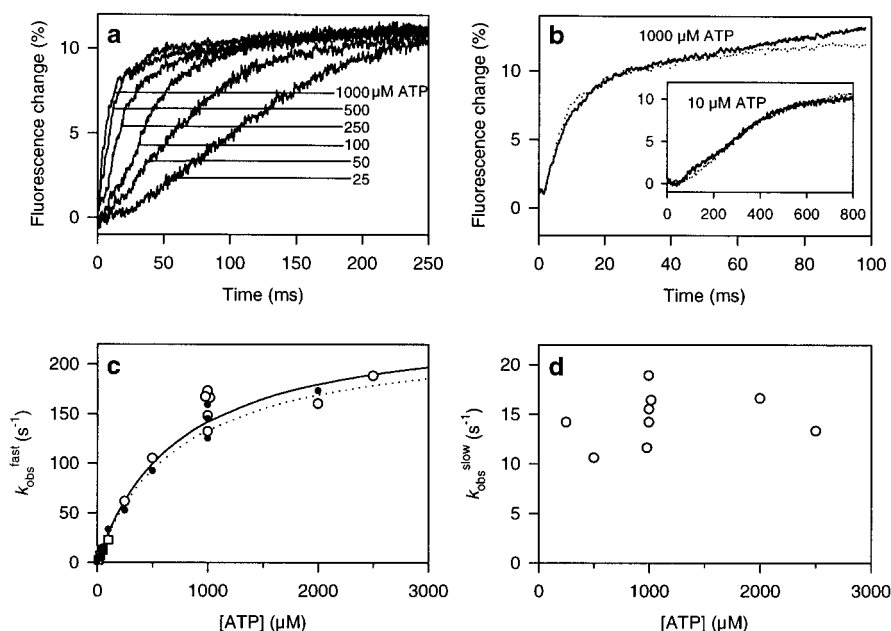 a
Fluorescence change (%)
10
5
0
1000 µM ATP
500
250
100
50
25
0 50 100 150 200 250
Time (ms)
b
Fluorescence change (%)
10
5
0
1000 µM ATP
10 µM ATP
10
5
0
0 200 400 600 800
0 20 40 60 80 100
Time (ms)
c
k obs fast (s-1)
200
150
100
50
0
0 1000 2000 3000
[ATP] (µM)
d
k obs slow (s-1)
20
15
10
5
0
0 1000 2000 3000
[ATP] (µM)